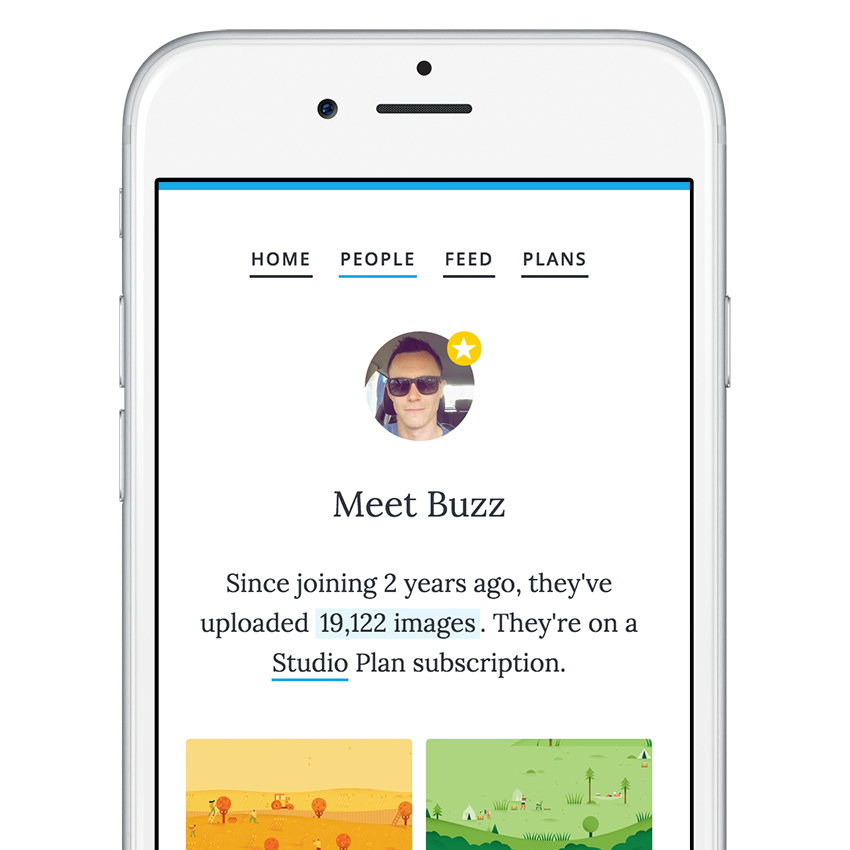 HOME PEOPLE FEED PLANS
Meet Buzz
Since joining 2 years ago, they've
uploaded 19,122 images. They're on a
Studio Plan subscription.